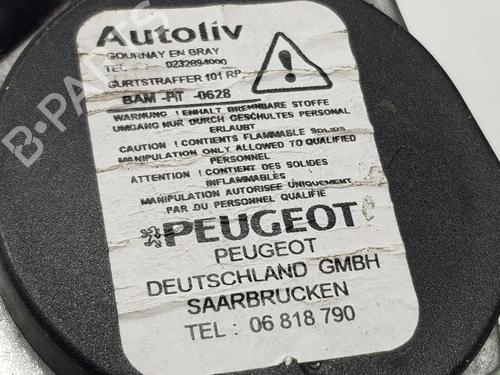 Autoliv
GOURNAY EN BRAY
TEL : 0232894000
GURTSTRAFFER 101 RP
BAM -PT -0628
WARNUNG ! ENHALT BRENNBARE STOFFE
UMGANG NUR DURCH GESCHULTES PERSONAL
ERLAUBT
CAUTION ! CONTIENTS FLAMMABLE SOLIDS
MANIPULATION ONLY ALLOWED TO QUALIFIED
PERSONNEL
ATTENTION ! CONTIENT DES SOLIDES
INFLAMMABLES
MANIPULATION AUTORISEE UNIQUEMENT
PAR DU PERSONNEL QUALIFIE
PEUGEOT
PEUGEOT
DEUTSCHLAND GMBH
SAARBRUCKEN
TEL : 06 818 790
B-PARTS